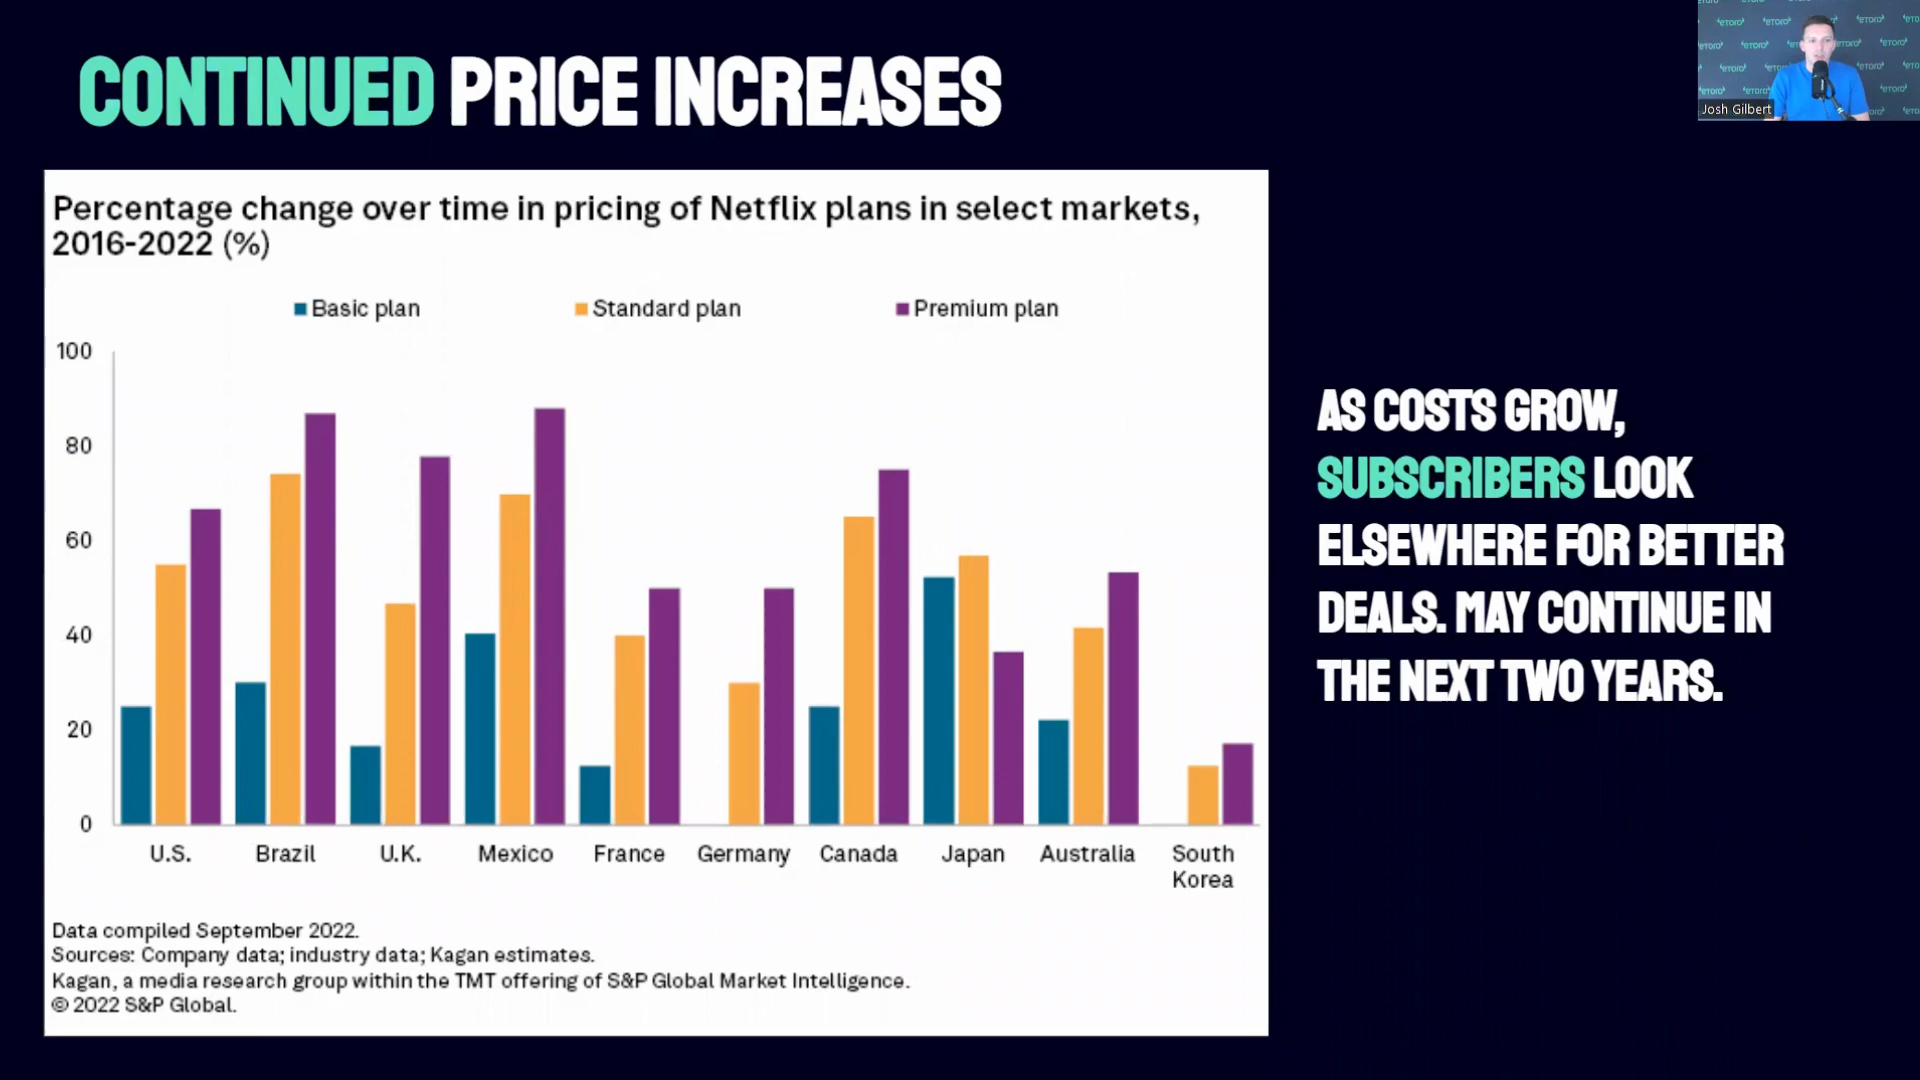 CONTINUED PRICE INCREASES
Josh Gilbert
Percentage change over time in pricing of Netflix plans in select markets,
2016-2022 (%)
Basic plan Standard plan Premium plan
100
80
60
40
20
0
U.S. Brazil U.K. Mexico France Germany Canada Japan Australia South
Korea
Data compiled September 2022.
Sources: Company data; industry data; Kagan estimates.
Kagan, a media research group within the TMT offering of S&P Global Market Intelligence.
© 2022 S&P Global.
AS COSTS GROW,
SUBSCRIBERS LOOK
ELSEWHERE FOR BETTER
DEALS. MAY CONTINUE IN
THE NEXT TWO YEARS.